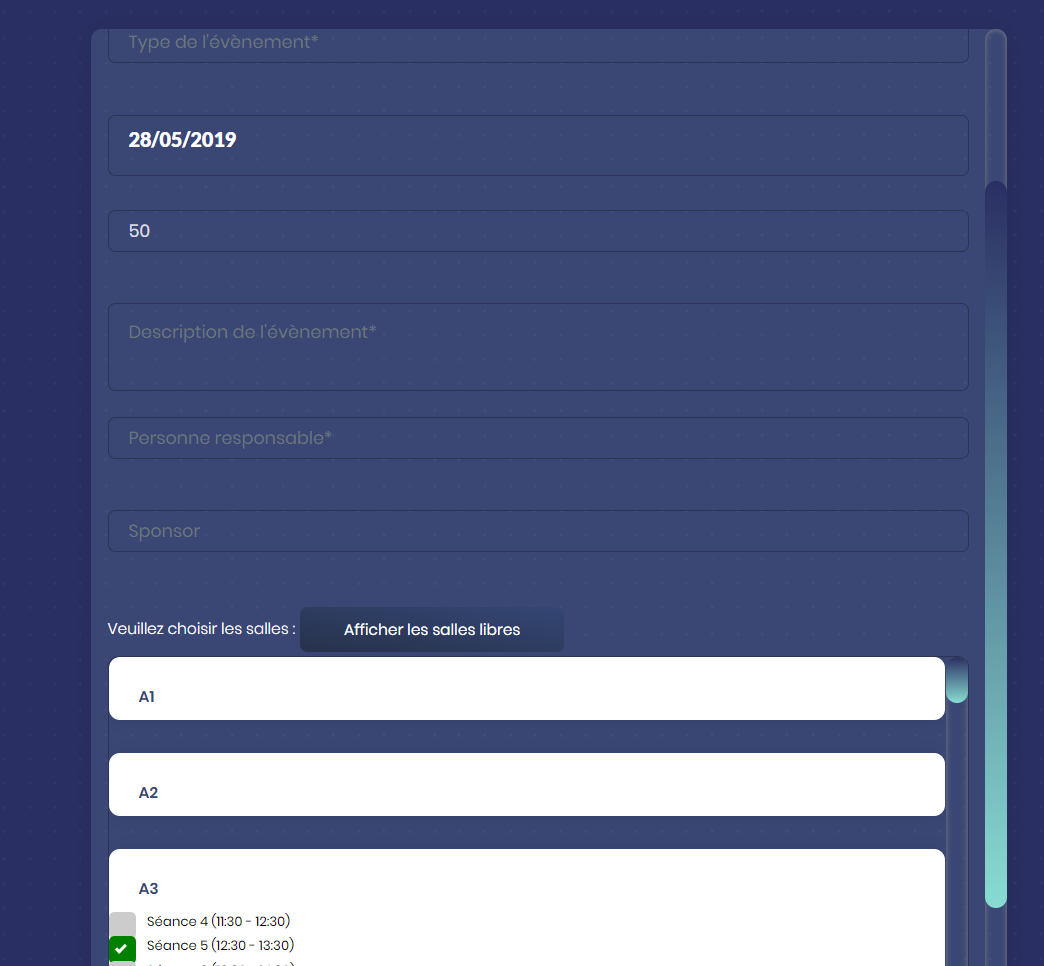 Type de l'évènement*
28/05/2019
50
Description de l'évènement*
Personne responsable*
Sponsor
Veuillez choisir les salles : Afficher les salles libres
A1
A2
A3
Séance 4 (11:30 - 12:30)
Séance 5 (12:30 - 13:30)